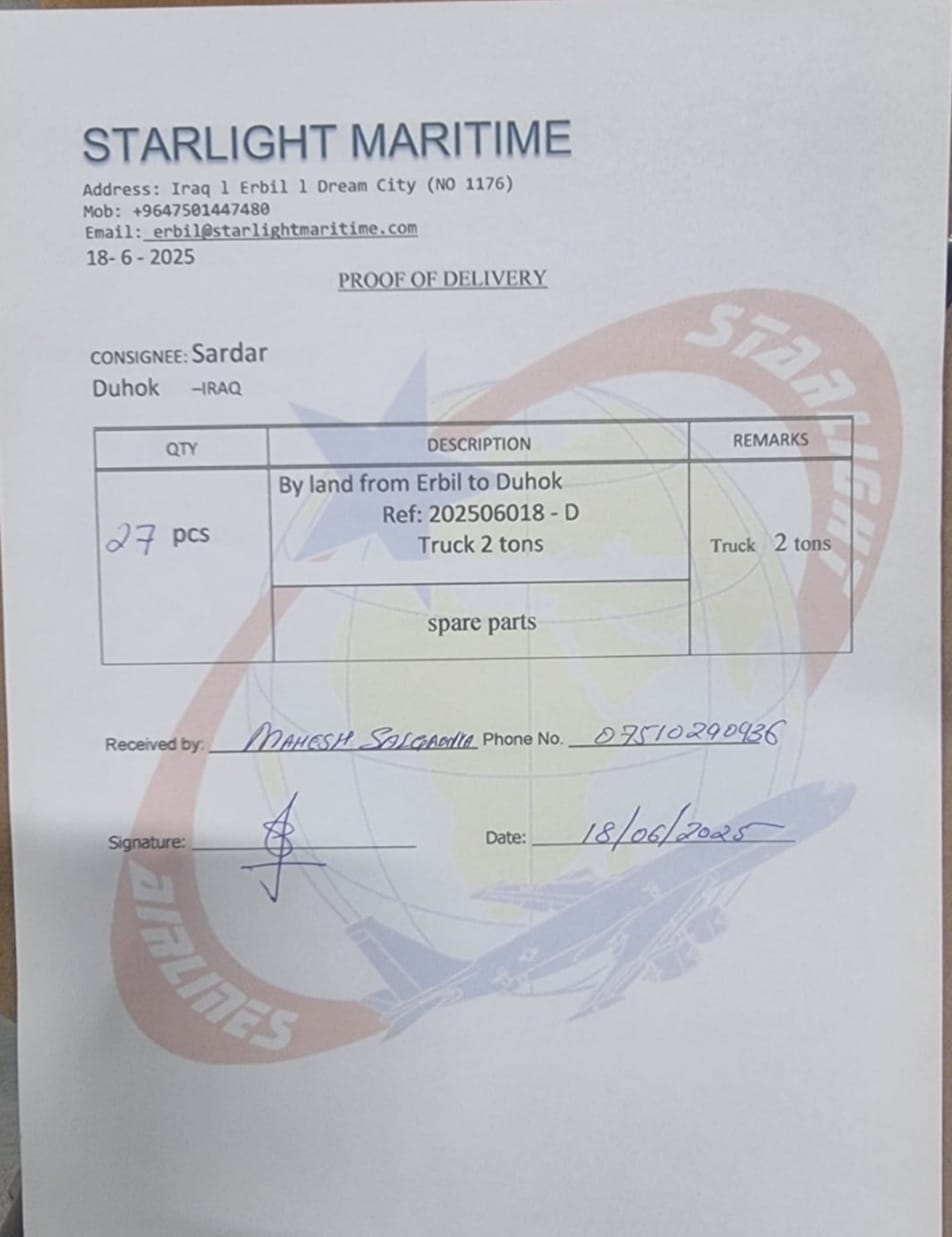 STARLIGHT MARITIME
Address: Iraq l Erbil l Dream City (NO 1176)
Mob: +9647501447480
Email: erbil@starlightmaritime.com
18- 6 - 2025
PROOF OF DELIVERY
CONSIGNEE: Sardar
Duhok –IRAQ
QTY DESCRIPTION REMARKS
By land from Erbil to Duhok
Ref: 202506018 - D
27 pcs Truck 2 tons Truck 2 tons
spare parts
Received by: MAHESH Phone No. 07510290936
Signature: Date: 18/06/2025
STARLIGHT
AIRLINES